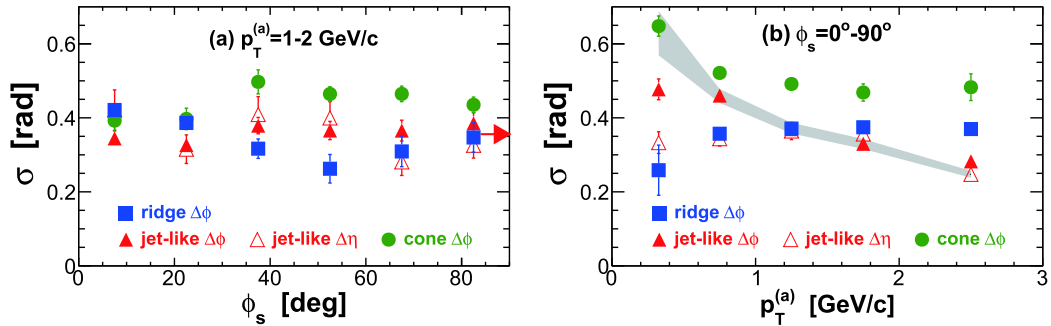 (a) p_T^(a)=1-2 GeV/c
σ [rad]
0.6
0.4
0.2
0
ridge Δϕ
jet-like Δϕ jet-like Δη cone Δϕ
0 20 40 60 80
ϕ_s [deg]
(b) ϕ_s=0°-90°
σ [rad]
0.6
0.4
0.2
0
ridge Δϕ
jet-like Δϕ jet-like Δη cone Δϕ
0 1 2 3
p_T^(a) [GeV/c]